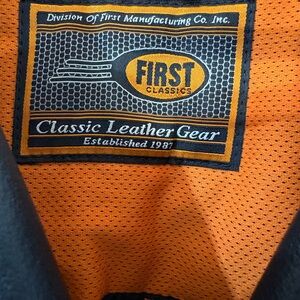 Division Of First Manufacturing Co. Inc.
FIRST
CLASSICS
Classic Leather Gear
Established 1987